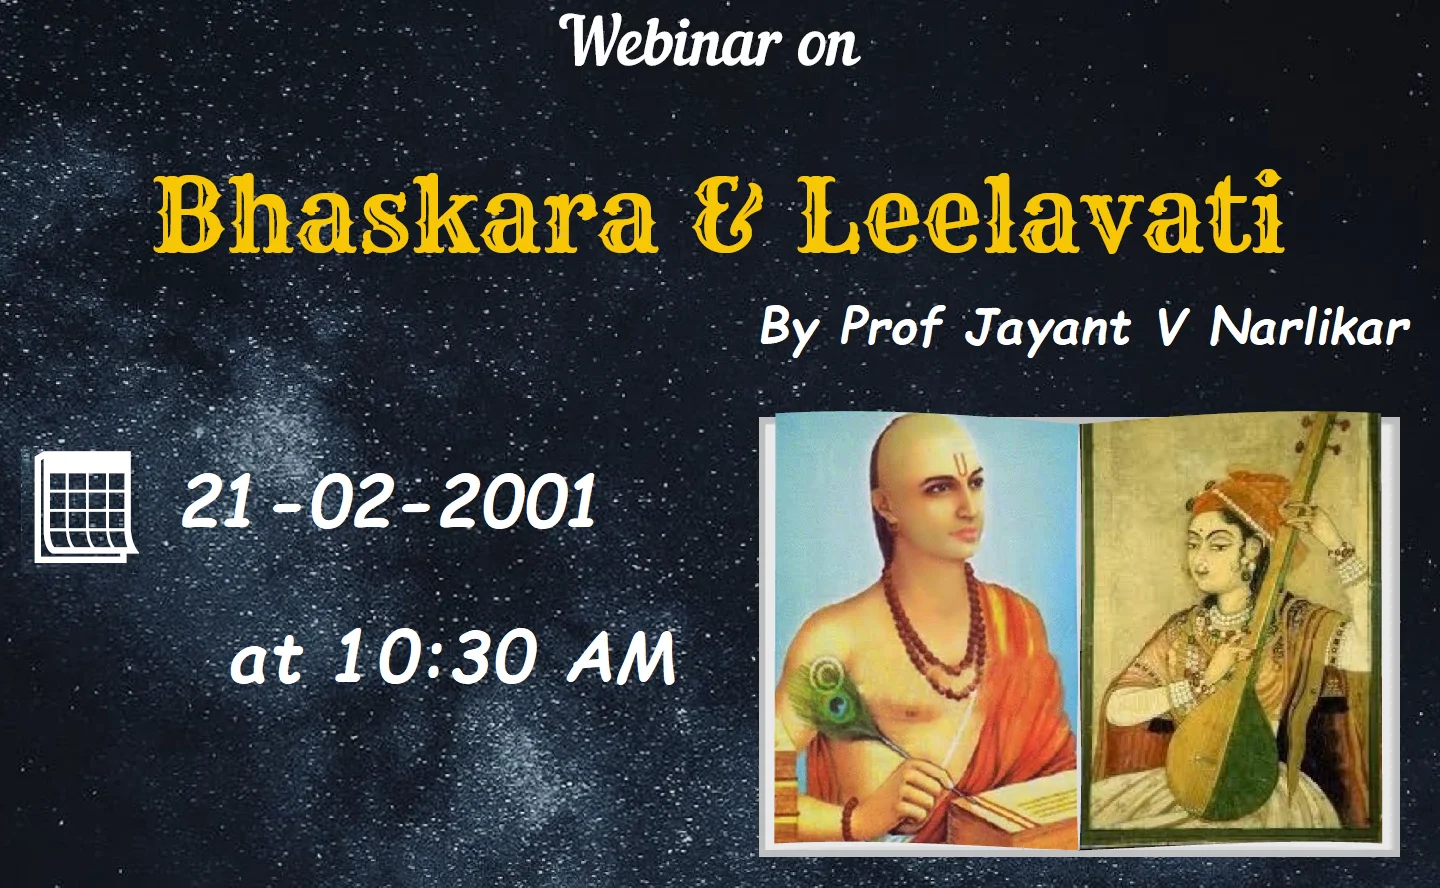 Webinar on
Bhaskara & Leelavati
By Prof Jayant V Narlikar
21-02-2001
at 10:30 AM